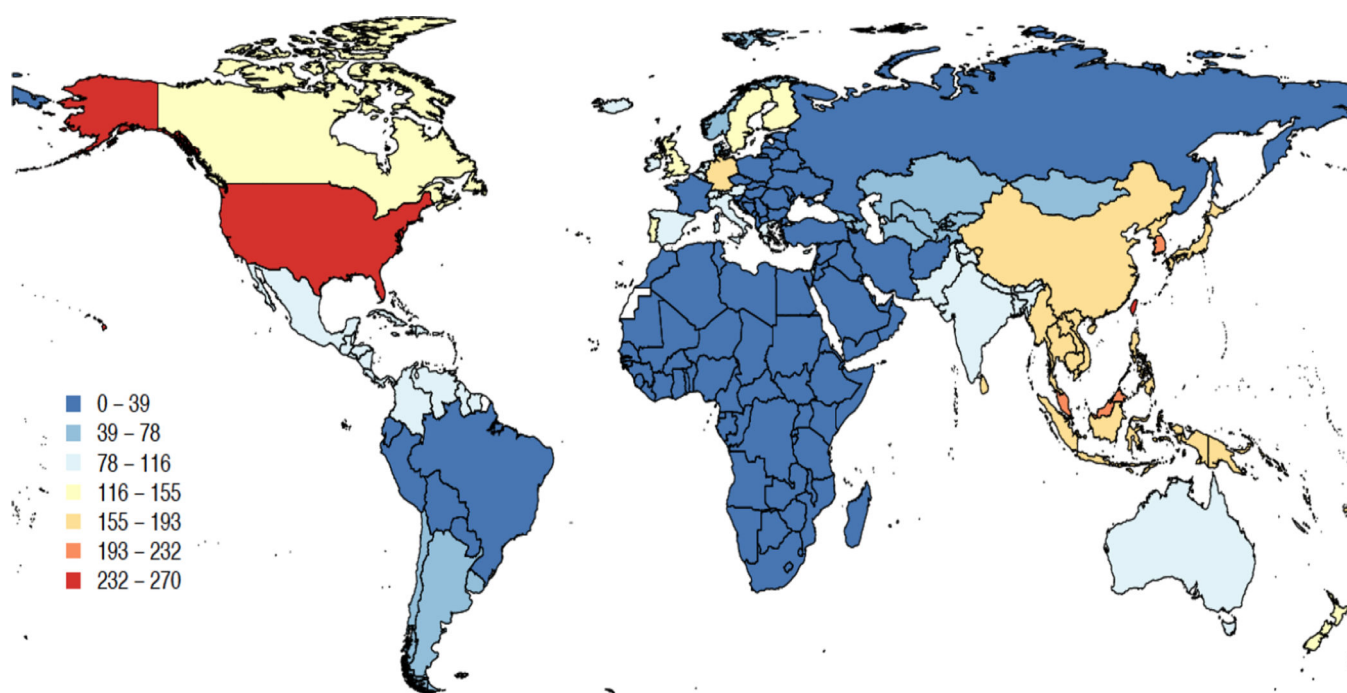 0 – 39
39 – 78
78 – 116
116 – 155
155 – 193
193 – 232
232 – 270